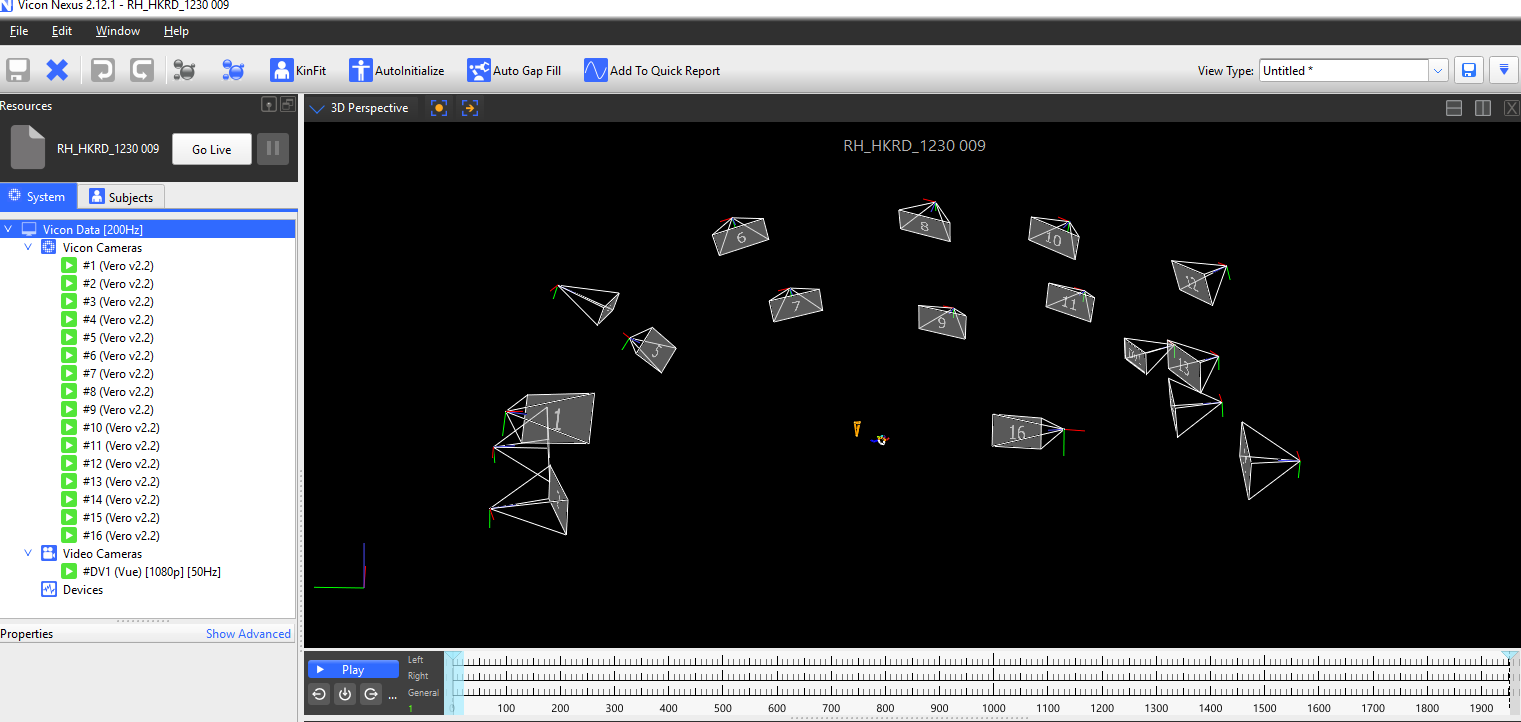 Vicon Nexus 2.12.1 - RH_HKRD_1230 009
File Edit Window Help
KinFit AutoInitialize Auto Gap Fill Add To Quick Report View Type: Untitled *
Resources
3D Perspective
RH_HKRD_1230 009 Go Live
RH_HKRD_1230 009
System Subjects
Vicon Data [200Hz]
Vicon Cameras
#1 (Vero v2.2)
#2 (Vero v2.2)
#3 (Vero v2.2)
#4 (Vero v2.2)
#5 (Vero v2.2)
#6 (Vero v2.2)
#7 (Vero v2.2)
#8 (Vero v2.2)
#9 (Vero v2.2)
#10 (Vero v2.2)
#11 (Vero v2.2)
#12 (Vero v2.2)
#13 (Vero v2.2)
#14 (Vero v2.2)
#15 (Vero v2.2)
#16 (Vero v2.2)
Video Cameras
#DV1 (Vue) [1080p] [50Hz]
Devices
6 8 10
12
7 9 11
5 13
1 16
Properties Show Advanced
Play
Left
Right
General
1
...
0 100 200 300 400 500 600 700 800 900 1000 1100 1200 1300 1400 1500 1600 1700 1800 1900